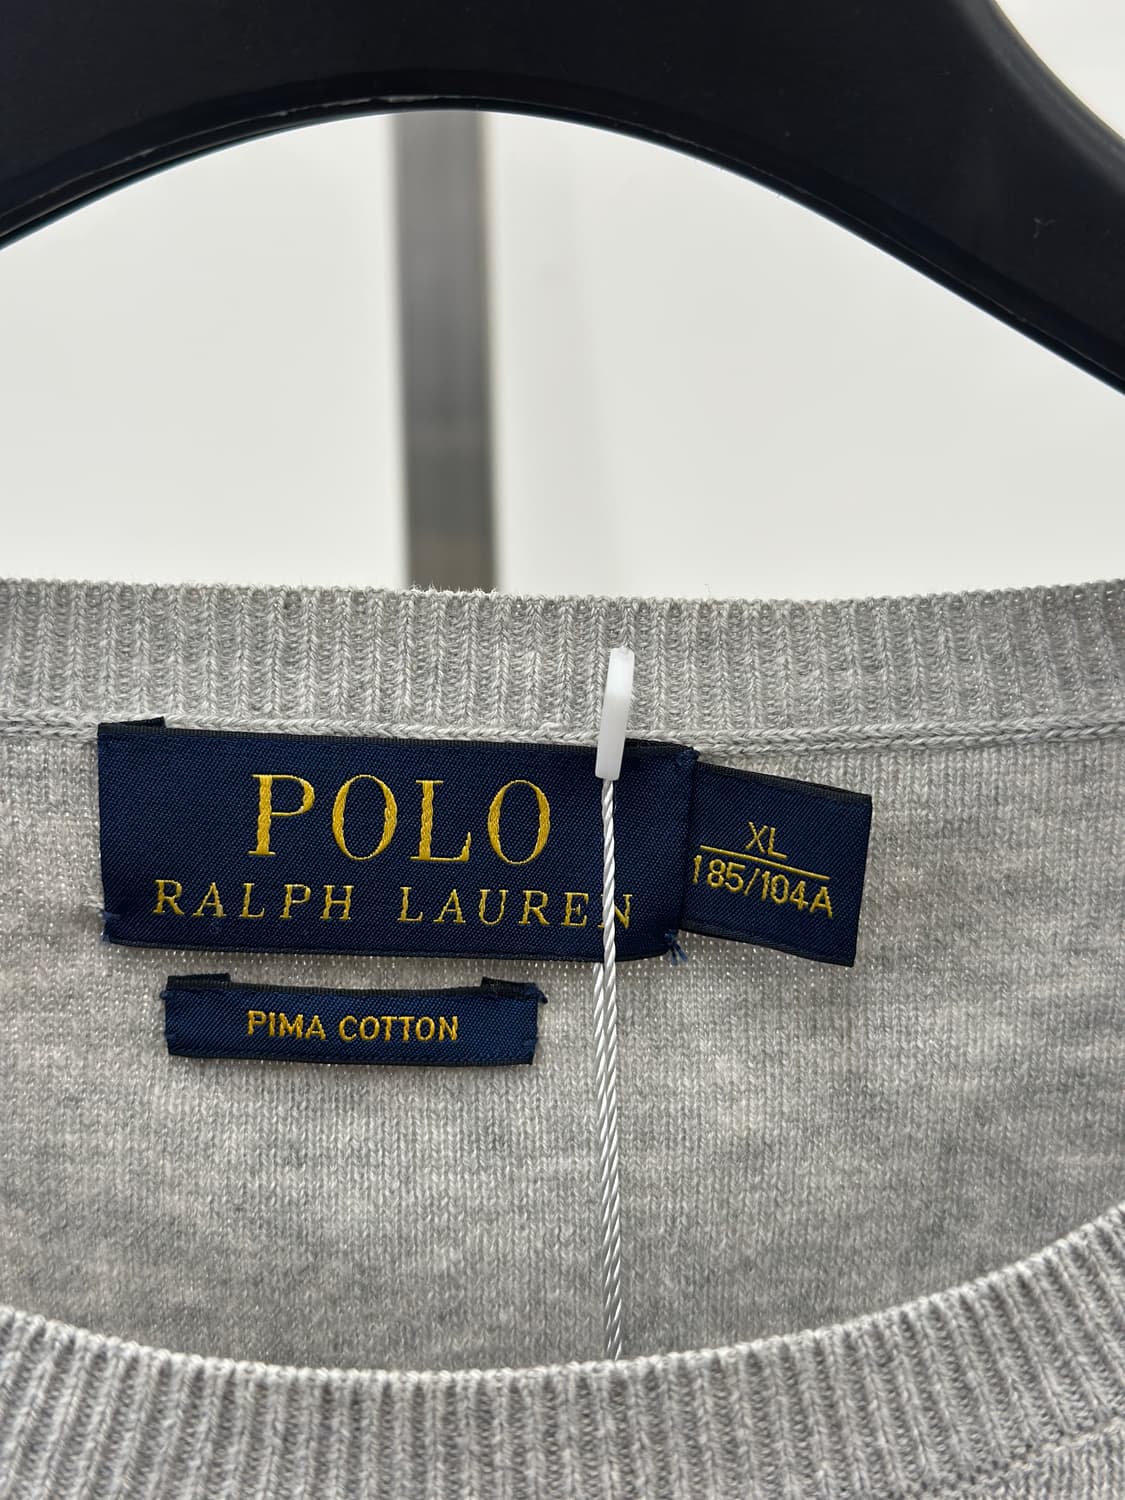 POLO
RALPH LAUREN
XL
185/104A
PIMA COTTON